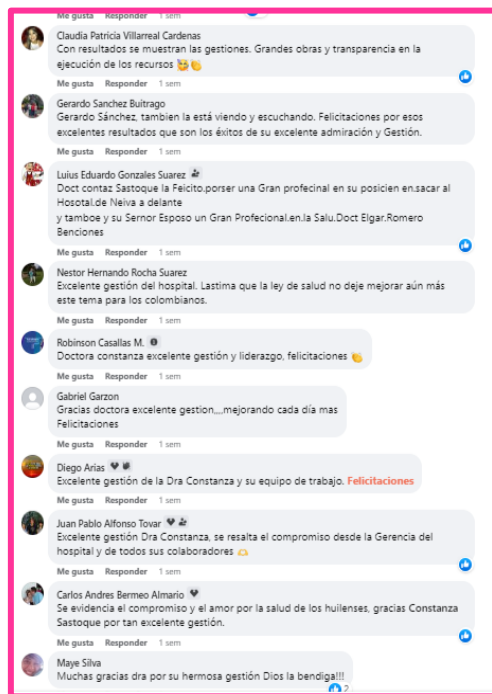 Me gusta Responder 1 sem
Claudia Patricia Villarreal Cardenas
Con resultados se muestran las gestiones. Grandes obras y transparencia en la
ejecución de los recursos 🥰👏
Me gusta Responder 1 sem
Gerardo Sanchez Buitrago
Gerardo Sánchez, tambien la está viendo y escuchando. Felicitaciones por esos
excelentes resultados que son los éxitos de su excelente admiración y Gestión.
Me gusta Responder 1 sem
Luius Eduardo Gonzales Suarez
Doct contaz Sastoque la Feicito.porser una Gran profecinal en su posicien en.sacar al
Hosotal.de Neiva a delante
y tamboe y su Sernor Esposo un Gran Profecional.en.la Salu.Doct Elgar.Romero
Benciones
Me gusta Responder 1 sem
Nestor Hernando Rocha Suarez
Excelente gestión del hospital. Lastima que la ley de salud no deje mejorar aún más
este tema para los colombianos.
Me gusta Responder 1 sem
Robinson Casallas M.
Doctora constanza excelente gestión y liderazgo, felicitaciones 👏
Me gusta Responder 1 sem
Gabriel Garzon
Gracias doctora excelente gestion,,,,mejorando cada día mas
Felicitaciones
Me gusta Responder 1 sem
Diego Arias
Excelente gestión de la Dra Constanza y su equipo de trabajo. Felicitaciones
Me gusta Responder 1 sem
Juan Pablo Alfonso Tovar
Excelente gestión Dra Constanza, se resalta el compromiso desde la Gerencia del
hospital y de todos sus colaboradores 🫶
Me gusta Responder 1 sem
Carlos Andres Bermeo Almario
Se evidencia el compromiso y el amor por la salud de los huilenses, gracias Constanza
Sastoque por tan excelente gestión.
Me gusta Responder 1 sem
Maye Silva
Muchas gracias dra por su hermosa gestión Dios la bendiga!!!
2